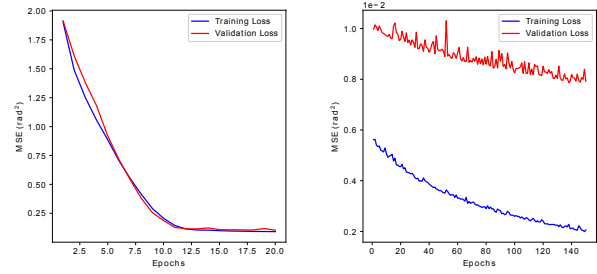 2.00
1.75
1.50
1.25
1.00
0.75
0.50
0.25
2.5 5.0 7.5 10.0 12.5 15.0 17.5 20.0
Epochs
MSE(rad²)
Training Loss
Validation Loss
1e−2
1.0
0.8
0.6
0.4
0.2
0 20 40 60 80 100 120 140
Epochs
MSE(rad²)
Training Loss
Validation Loss